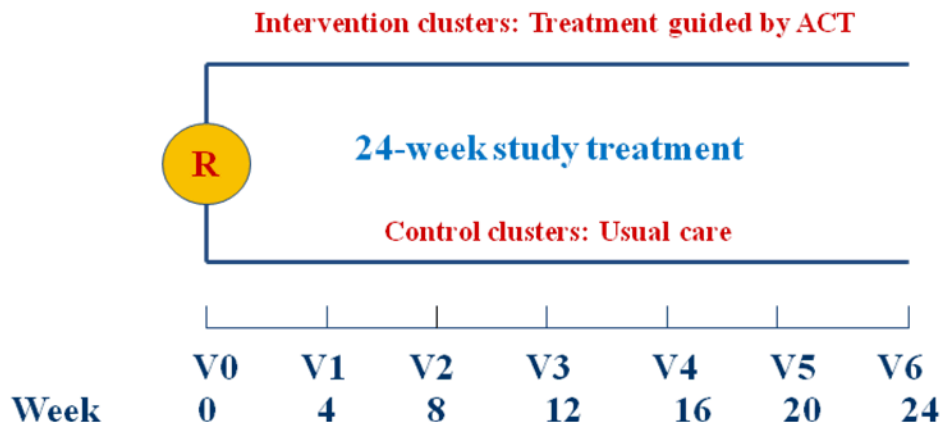 Intervention clusters: Treatment guided by ACT
24-week study treatment
R
Control clusters: Usual care
V0 V1 V2 V3 V4 V5 V6
Week 0 4 8 12 16 20 24